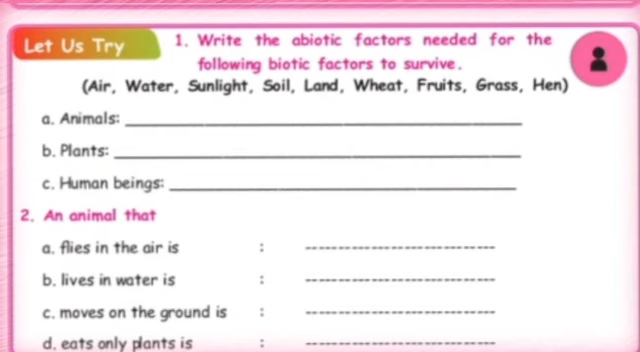 Let Us Try
1. Write the abiotic factors needed for the
following biotic factors to survive.
(Air, Water, Sunlight, Soil, Land, Wheat, Fruits, Grass, Hen)
a. Animals:
b. Plants:
c. Human beings:
2. An animal that
a. flies in the air is :
b. lives in water is :
c. moves on the ground is :
d. eats only plants is :